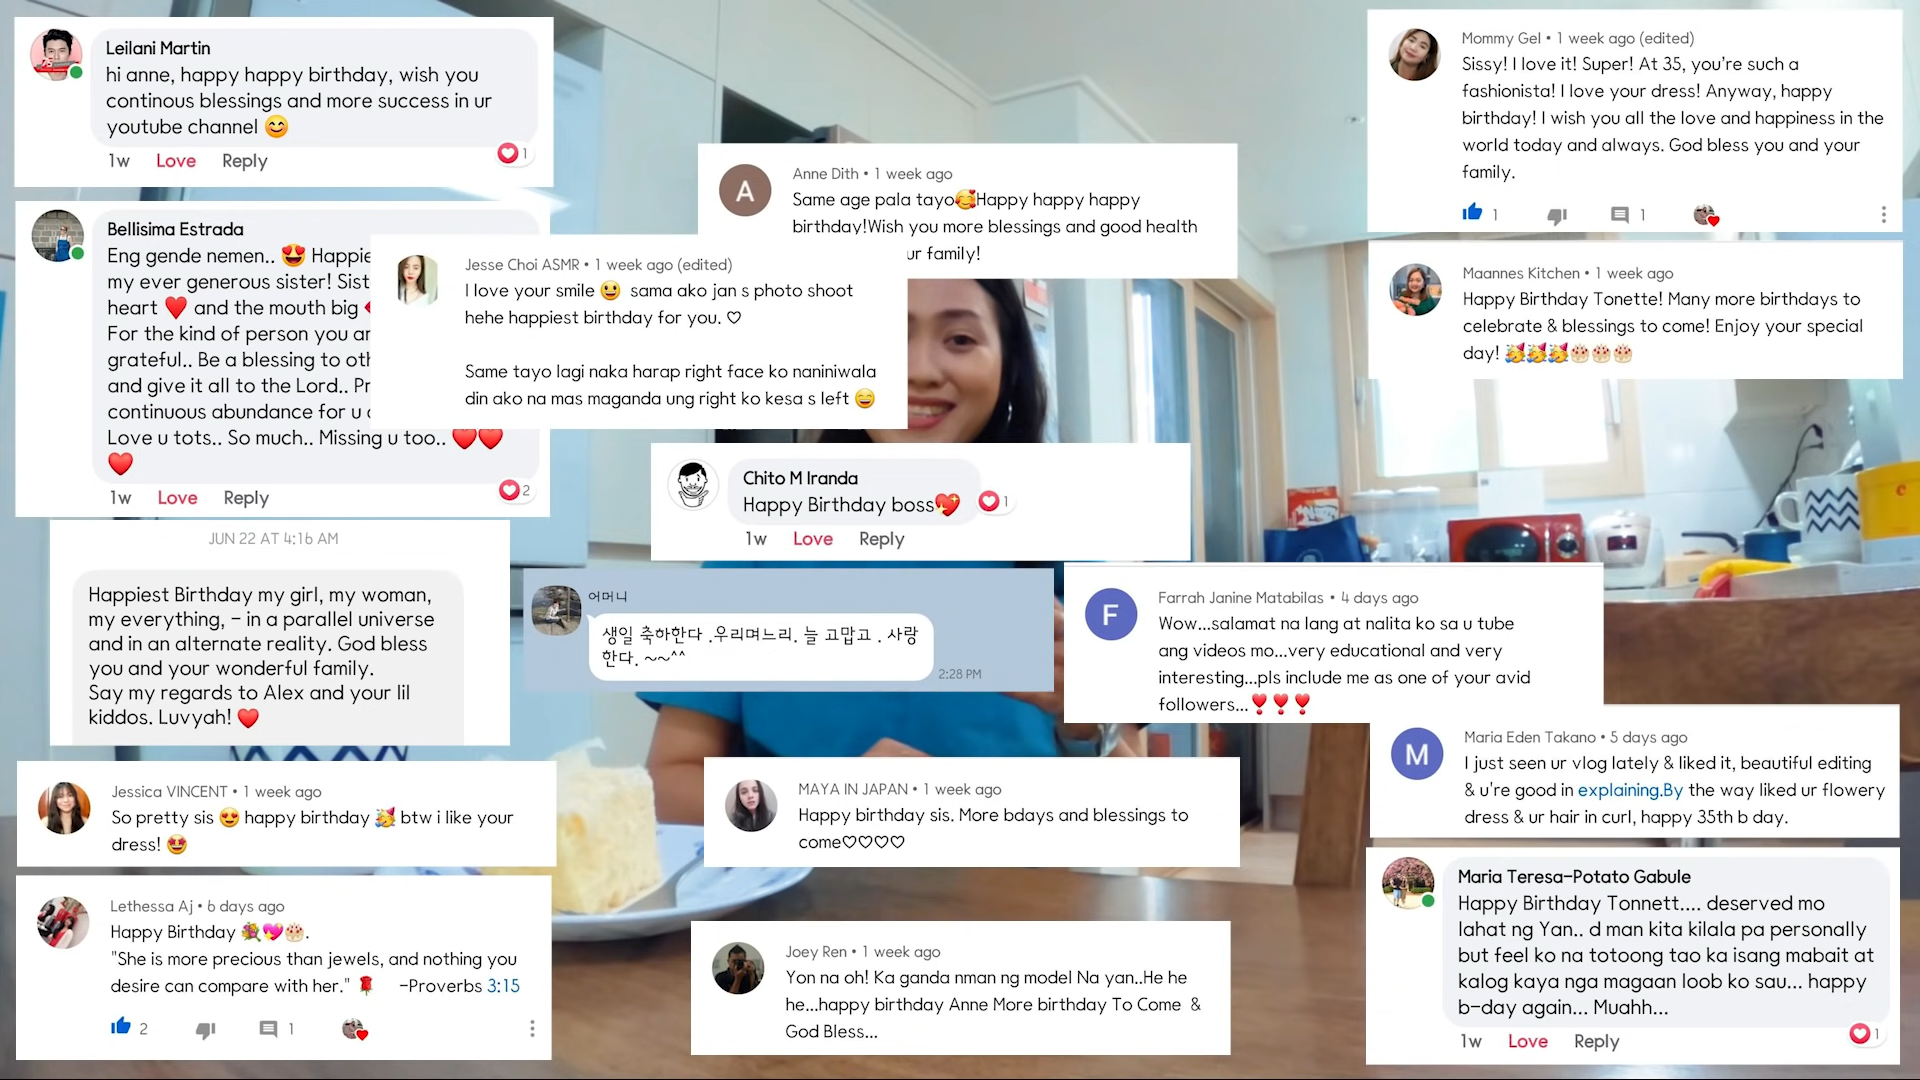 Leilani Martin
hi anne, happy happy birthday, wish you
continous blessings and more success in ur
youtube channel 😊
1w Love Reply
1
Bellisima Estrada
Eng gende nemen.. 😍 Happie
my ever generous sister! Sist
heart ♥️ and the mouth big
For the kind of person you ar
grateful.. Be a blessing to oth
and give it all to the Lord.. Pr
continuous abundance for u
Love u tots.. So much.. Missing u too.. ♥️♥️
♥️
1w Love Reply
2
JUN 22 AT 4:16 AM
Happiest Birthday my girl, my woman,
my everything, - in a parallel universe
and in an alternate reality. God bless
you and your wonderful family.
Say my regards to Alex and your lil
kiddos. Luvyah! ♥️
Jessica VINCENT • 1 week ago
So pretty sis 😍 happy birthday 🥳 btw i like your
dress! 🤩
Lethessa Aj • 6 days ago
Happy Birthday 💐💖🎂.
"She is more precious than jewels, and nothing you
desire can compare with her." 🌹 -Proverbs 3:15
2 1
A
Anne Dith • 1 week ago
Same age pala tayo🥰Happy happy happy
birthday!Wish you more blessings and good health
ur family!
Jesse Choi ASMR • 1 week ago (edited)
I love your smile 😃 sama ako jan s photo shoot
hehe happiest birthday for you. ♡
Same tayo lagi naka harap right face ko naniniwala
din ako na mas maganda ung right ko kesa s left 😄
Chito M Iranda
Happy Birthday boss💖
1
1w Love Reply
어머니
생일 축하한다 .우리며느리. 늘 고맙고 . 사랑
한다. ~~^^
2:28 PM
MAYA IN JAPAN • 1 week ago
Happy birthday sis. More bdays and blessings to
come♡♡♡♡
Joey Ren • 1 week ago
Yon na oh! Ka ganda nman ng model Na yan..He he
he...happy birthday Anne More birthday To Come &
God Bless...
Mommy Gel • 1 week ago (edited)
Sissy! I love it! Super! At 35, you're such a
fashionista! I love your dress! Anyway, happy
birthday! I wish you all the love and happiness in the
world today and always. God bless you and your
family.
1 1
Maannes Kitchen • 1 week ago
Happy Birthday Tonette! Many more birthdays to
celebrate & blessings to come! Enjoy your special
day! 🥳🥳🥳🎂🎂🎂
F
Farrah Janine Matabilas • 4 days ago
Wow...salamat na lang at nalita ko sa u tube
ang videos mo...very educational and very
interesting...pls include me as one of your avid
followers...❣️❣️❣️
M
Maria Eden Takano • 5 days ago
I just seen ur vlog lately & liked it, beautiful editing
& u're good in explaining.By the way liked ur flowery
dress & ur hair in curl, happy 35th b day.
Maria Teresa-Potato Gabule
Happy Birthday Tonnett.... deserved mo
lahat ng Yan.. d man kita kilala pa personally
but feel ko na totoong tao ka isang mabait at
kalog kaya nga magaan loob ko sau... happy
b-day again... Muahh...
1w Love Reply
1